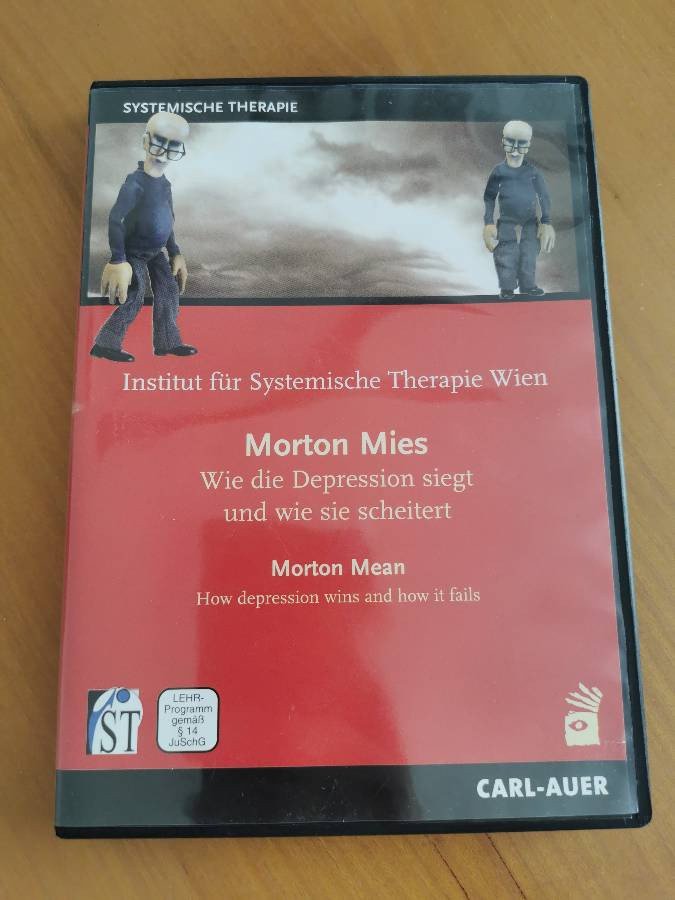 SYSTEMISCHE THERAPIE
Institut für Systemische Therapie Wien
Morton Mies
Wie die Depression siegt
und wie sie scheitert
Morton Mean
How depression wins and how it fails
iST
LEHR-
Programm
gemäß
§ 14
JuSchG
CARL-AUER